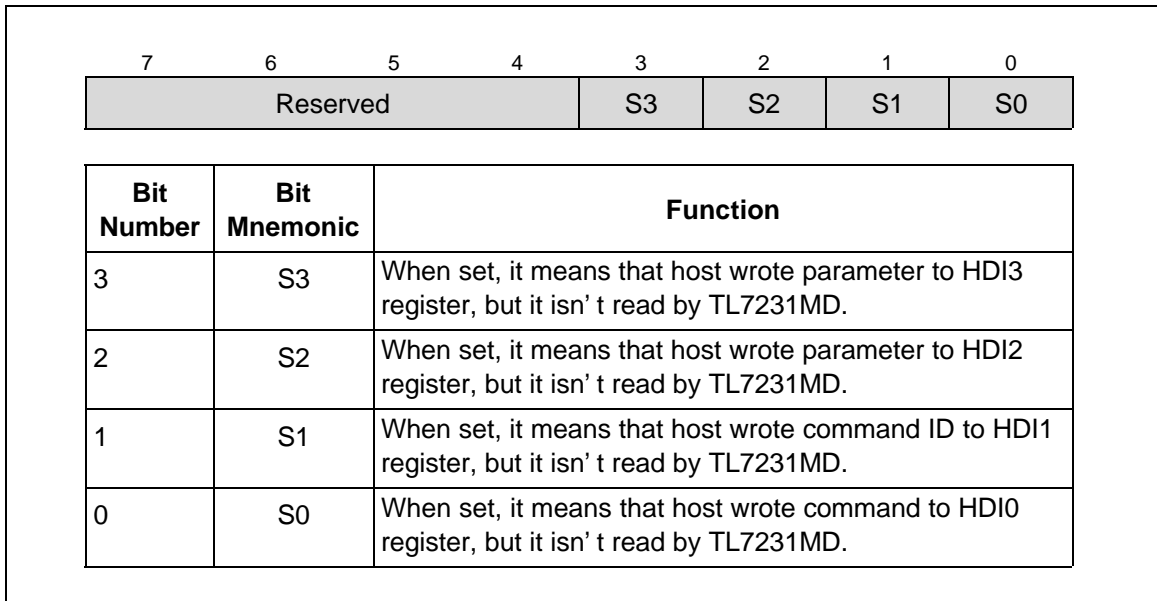 7 6 5 4 3 2 1 0
Reserved S3 S2 S1 S0
Bit Number Bit Mnemonic Function
3 S3 When set, it means that host wrote parameter to HDI3
register, but it isn’ t read by TL7231MD.
2 S2 When set, it means that host wrote parameter to HDI2
register, but it isn’ t read by TL7231MD.
1 S1 When set, it means that host wrote command ID to HDI1
register, but it isn’ t read by TL7231MD.
0 S0 When set, it means that host wrote command to HDI0
register, but it isn’ t read by TL7231MD.